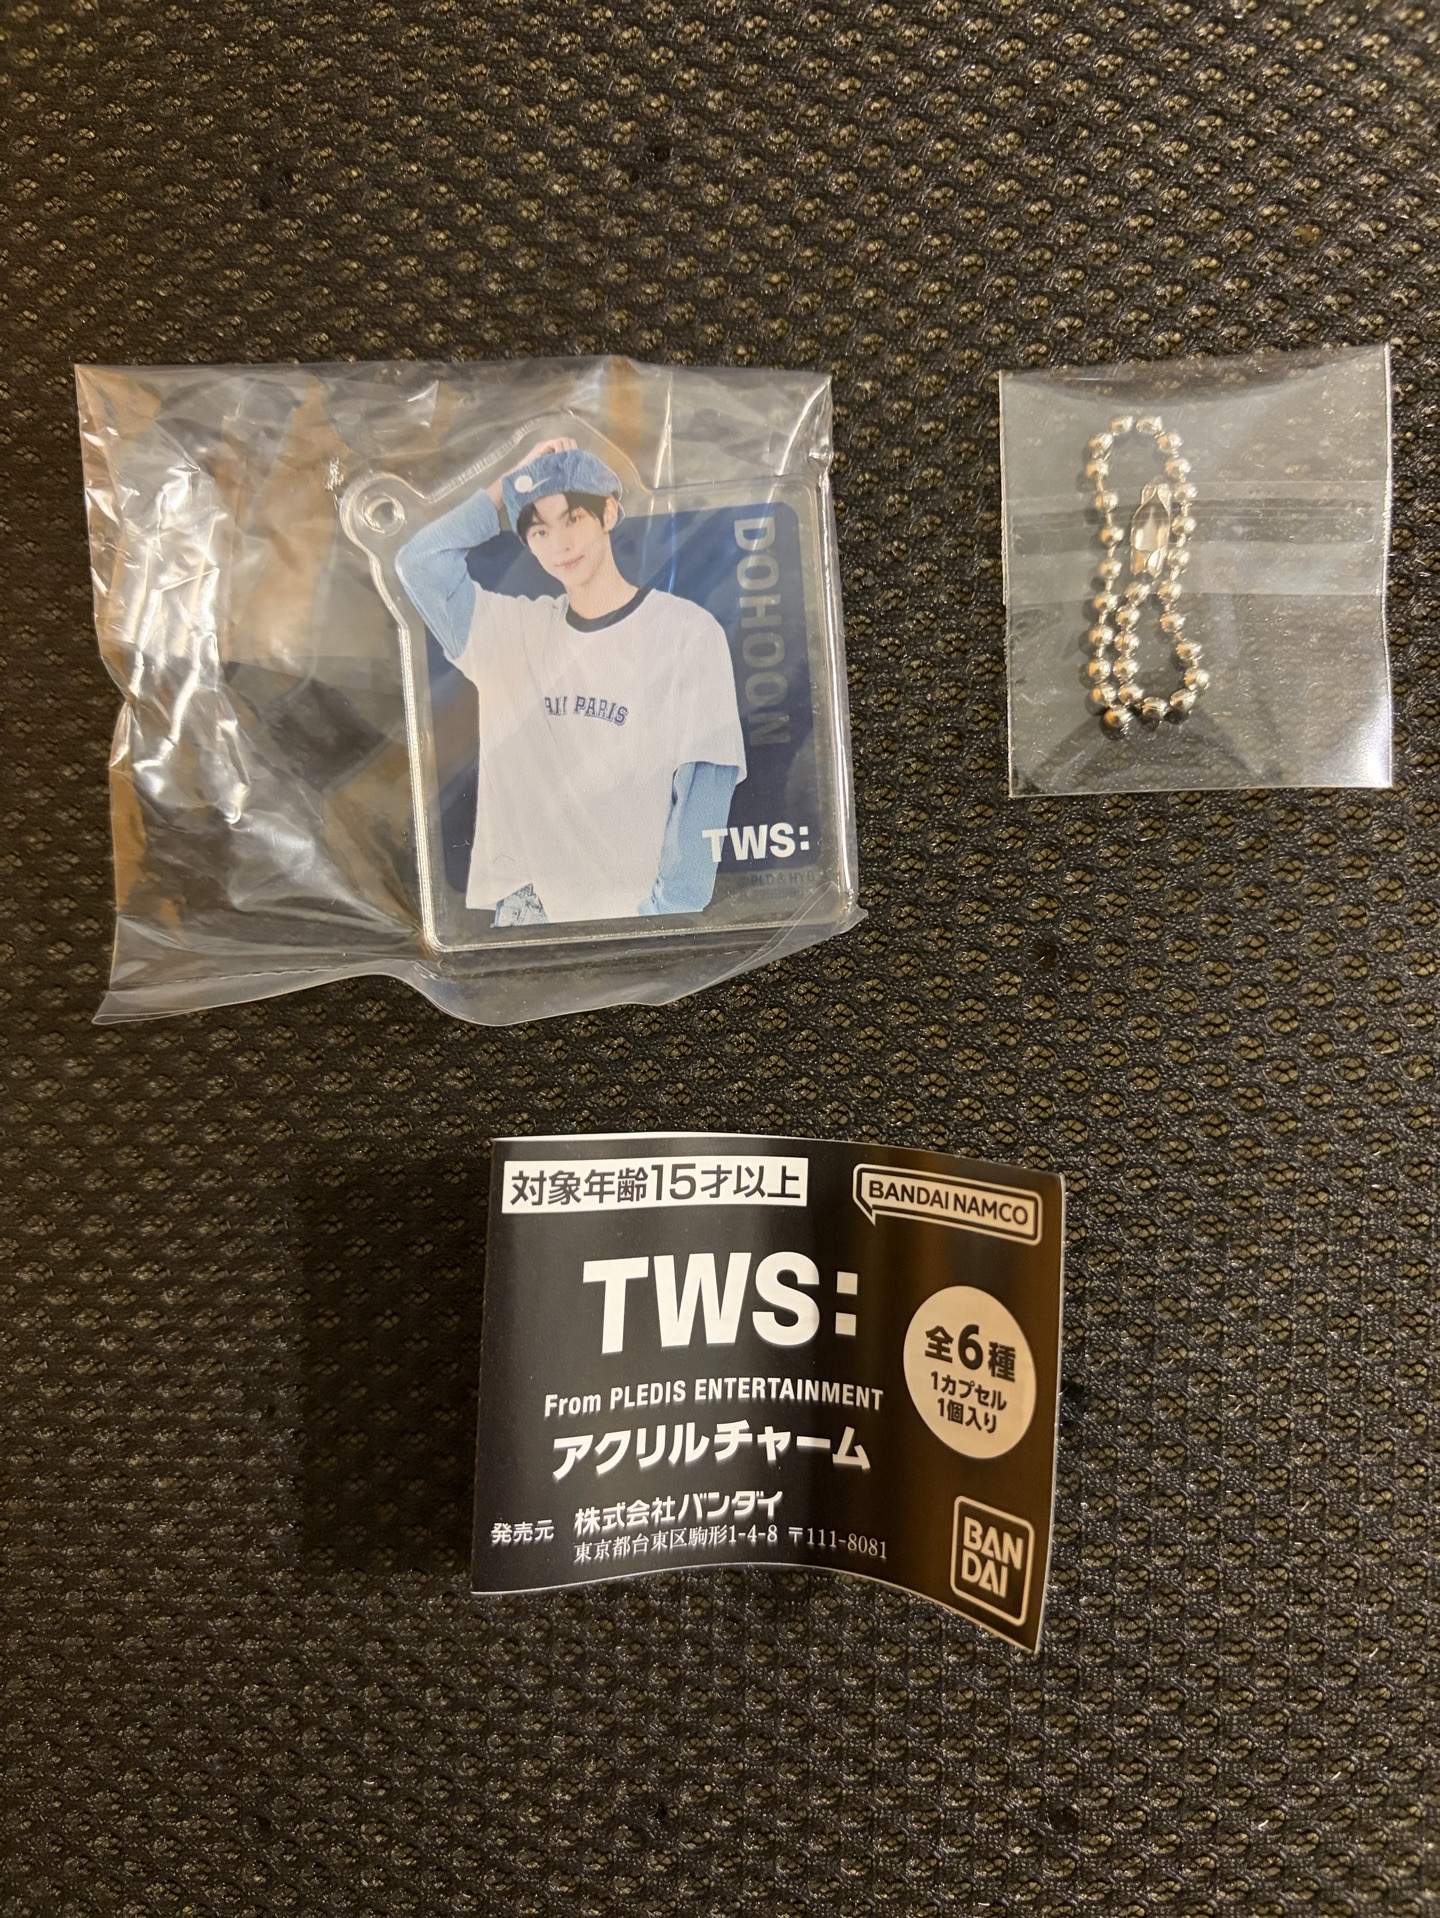 DOHOON
PARIS
TWS:
対象年齢15才以上
BANDAI NAMCO
TWS:
全6種
1カプセル
1個入り
From PLEDIS ENTERTAINMENT
アクリルチャーム
発売元 株式会社バンダイ
東京都台東区駒形1-4-8 〒111-8081
BAN
DAI